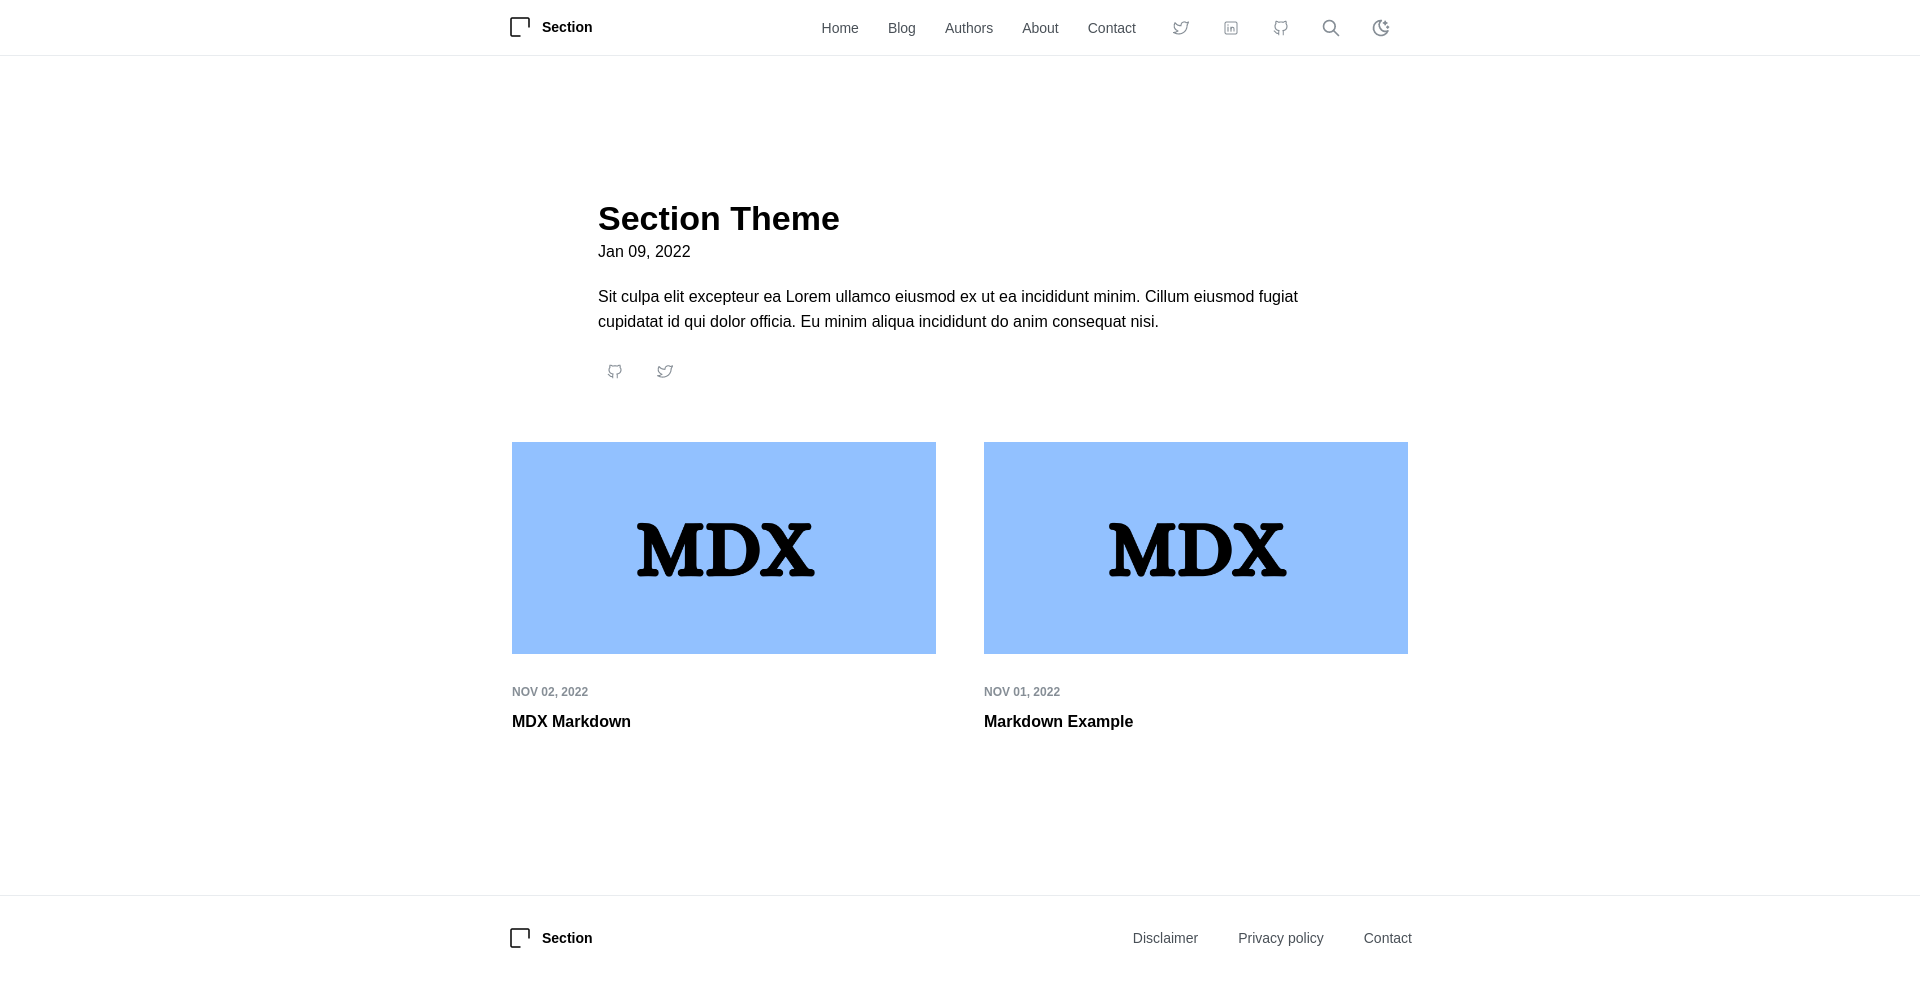 Section
Home Blog Authors About Contact
Section Theme
Jan 09, 2022
Sit culpa elit excepteur ea Lorem ullamco eiusmod ex ut ea incididunt minim. Cillum eiusmod fugiat
cupidatat id qui dolor officia. Eu minim aliqua incididunt do anim consequat nisi.
MDX
MDX
NOV 02, 2022
MDX Markdown
NOV 01, 2022
Markdown Example
Section
Disclaimer Privacy policy Contact